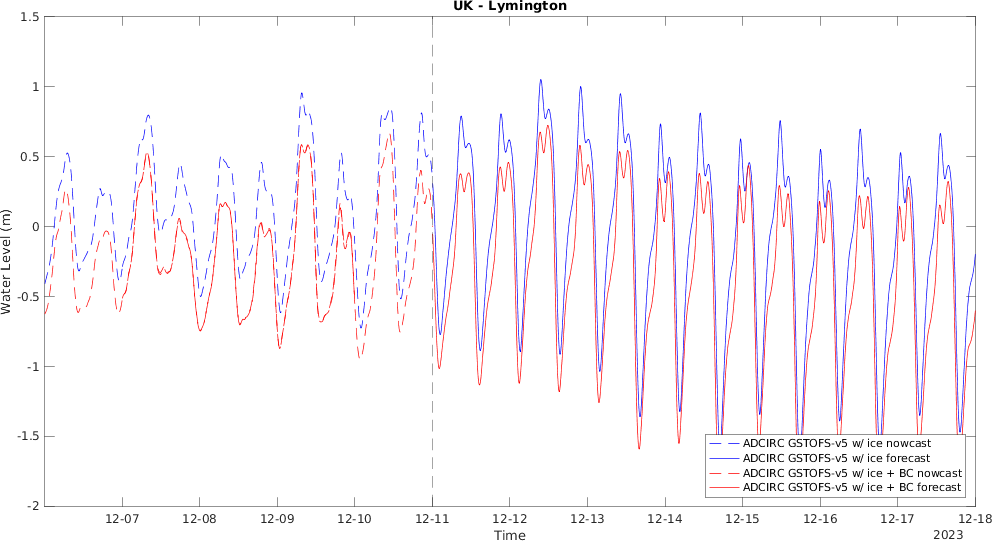 UK - Lymington
Water Level (m)
1.5
1
0.5
0
-0.5
-1
-1.5
-2
ADCIRC GSTOFS-v5 w/ ice nowcast
ADCIRC GSTOFS-v5 w/ ice forecast
ADCIRC GSTOFS-v5 w/ ice + BC nowcast
ADCIRC GSTOFS-v5 w/ ice + BC forecast
12-07 12-08 12-09 12-10 12-11 12-12 12-13 12-14 12-15 12-16 12-17 12-18
Time
2023